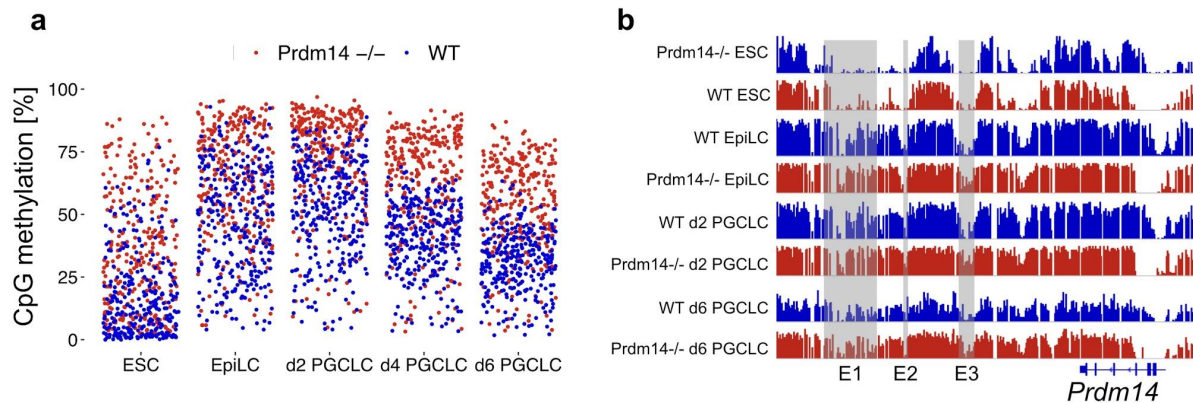 a
Prdm14 −/− WT
CpG methylation [%]
100
75
50
25
0
ESC EpiLC d2 PGCLC d4 PGCLC d6 PGCLC
b
Prdm14-/- ESC
WT ESC
WT EpiLC
Prdm14-/- EpiLC
WT d2 PGCLC
Prdm14-/- d2 PGCLC
WT d6 PGCLC
Prdm14-/- d6 PGCLC
E1 E2 E3
Prdm14